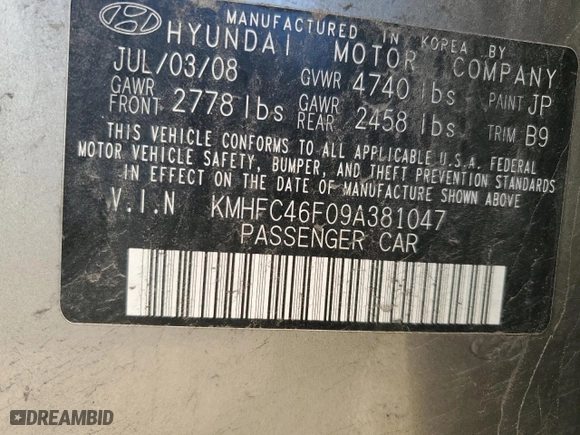 MANUFACTURED IN KOREA BY
HYUNDAI MOTOR COMPANY
JUL/03/08 GVWR 4740 lbs PAINT JP
GAWR FRONT 2778 lbs GAWR REAR 2458 lbs TRIM B9
THIS VEHICLE CONFORMS TO ALL APPLICABLE U.S.A. FEDERAL
MOTOR VEHICLE SAFETY, BUMPER, AND THEFT PREVENTION STANDARDS
IN EFFECT ON THE DATE OF MANUFACTURE SHOWN ABOVE
V.I.N KMHFC46F09A381047
PASSENGER CAR
DREAMBID